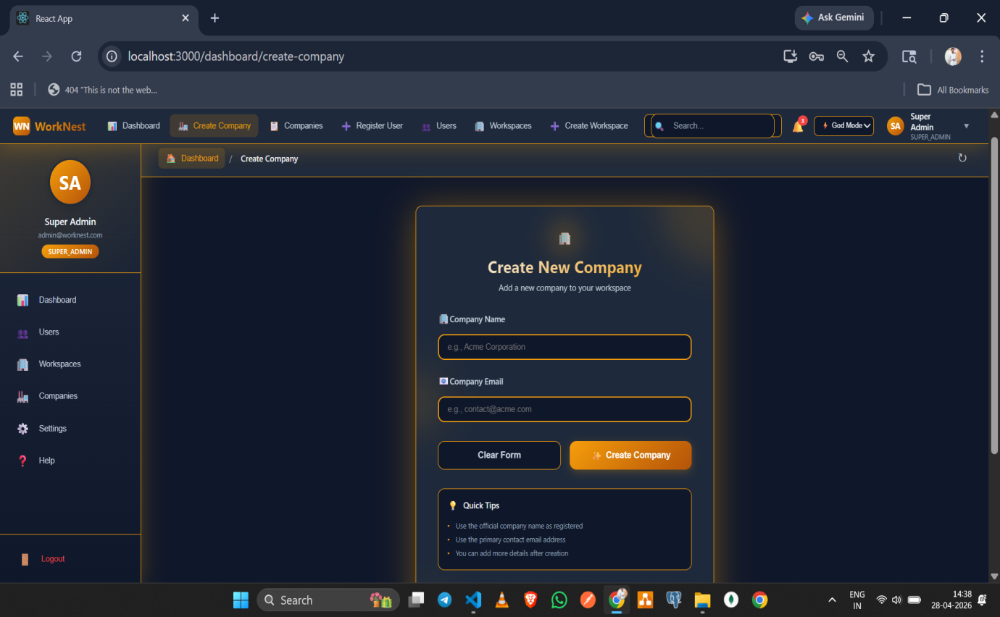 React App
Ask Gemini
localhost:3000/dashboard/create-company
404 "This is not the web...
All Bookmarks
WN WorkNest
Dashboard
Create Company
Companies
Register User
Users
Workspaces
Create Workspace
Search...
3
God Mode
SA
Super Admin
SUPER_ADMIN
Dashboard / Create Company
SA
Super Admin
admin@worknest.com
SUPER_ADMIN
Dashboard
Users
Workspaces
Companies
Settings
Help
Logout
Create New Company
Add a new company to your workspace
Company Name
e.g., Acme Corporation
Company Email
e.g., contact@acme.com
Clear Form
Create Company
Quick Tips
• Use the official company name as registered
• Use the primary contact email address
• You can add more details after creation
Search
ENG
IN
14:38
28-04-2026